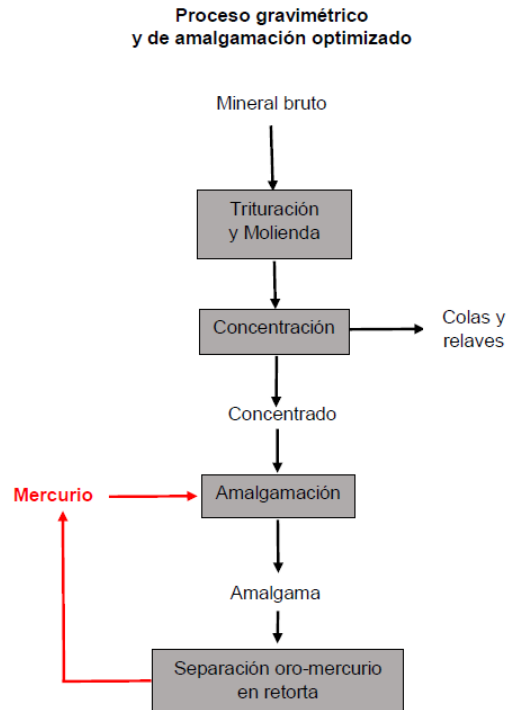 Proceso gravimétrico
y de amalgamación optimizado
Mineral bruto
Trituración
y Molienda
Concentración
Colas y
relaves
Concentrado
Mercurio
Amalgamación
Amalgama
Separación oro-mercurio
en retorta